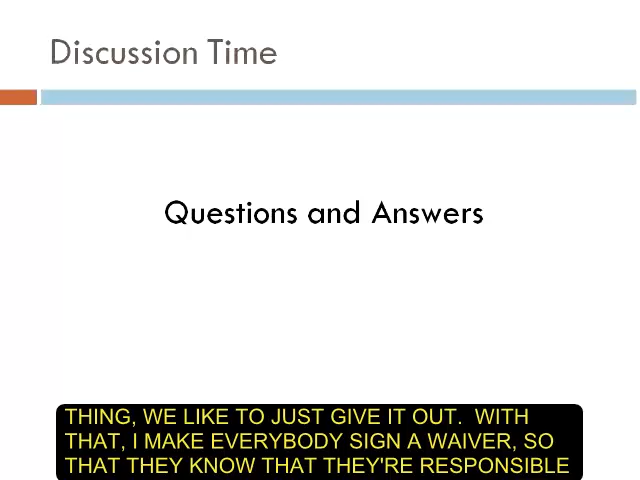 Discussion Time
Questions and Answers
THING, WE LIKE TO JUST GIVE IT OUT.  WITH
THAT, I MAKE EVERYBODY SIGN A WAIVER, SO
THAT THEY KNOW THAT THEY'RE RESPONSIBLE